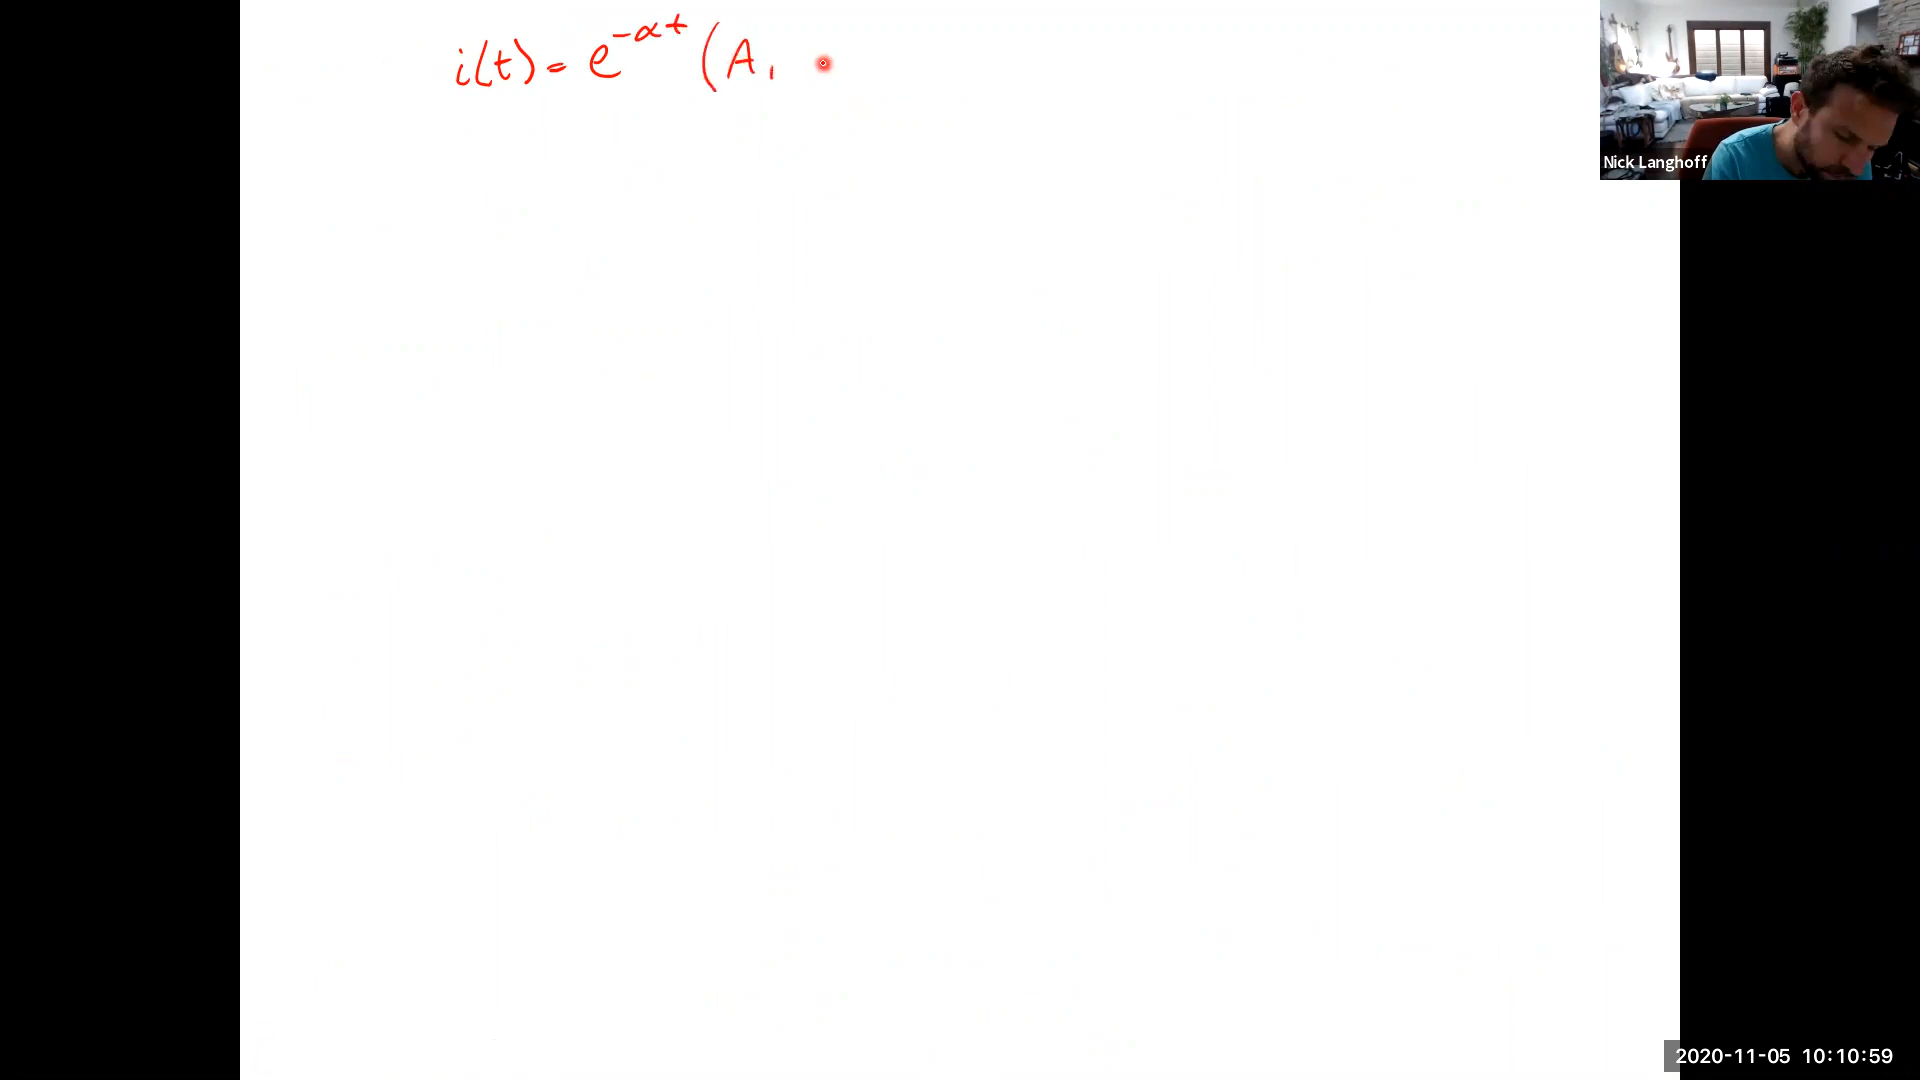 i(t) = e^{-αt} (A₁
Nick Langhoff
2020-11-05 10:10:59